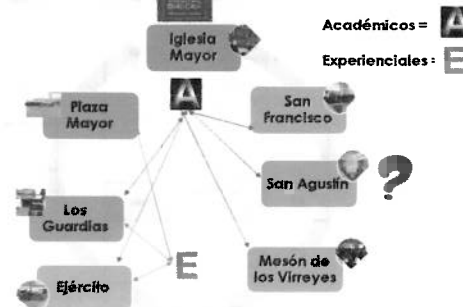 Académicos = A
Experienciales = E
Iglesia
Mayor
A
Plaza
Mayor
San
Francisco
San Agustín
?
Los
Guardias
E
Mesón de
los Virreyes
Ejército